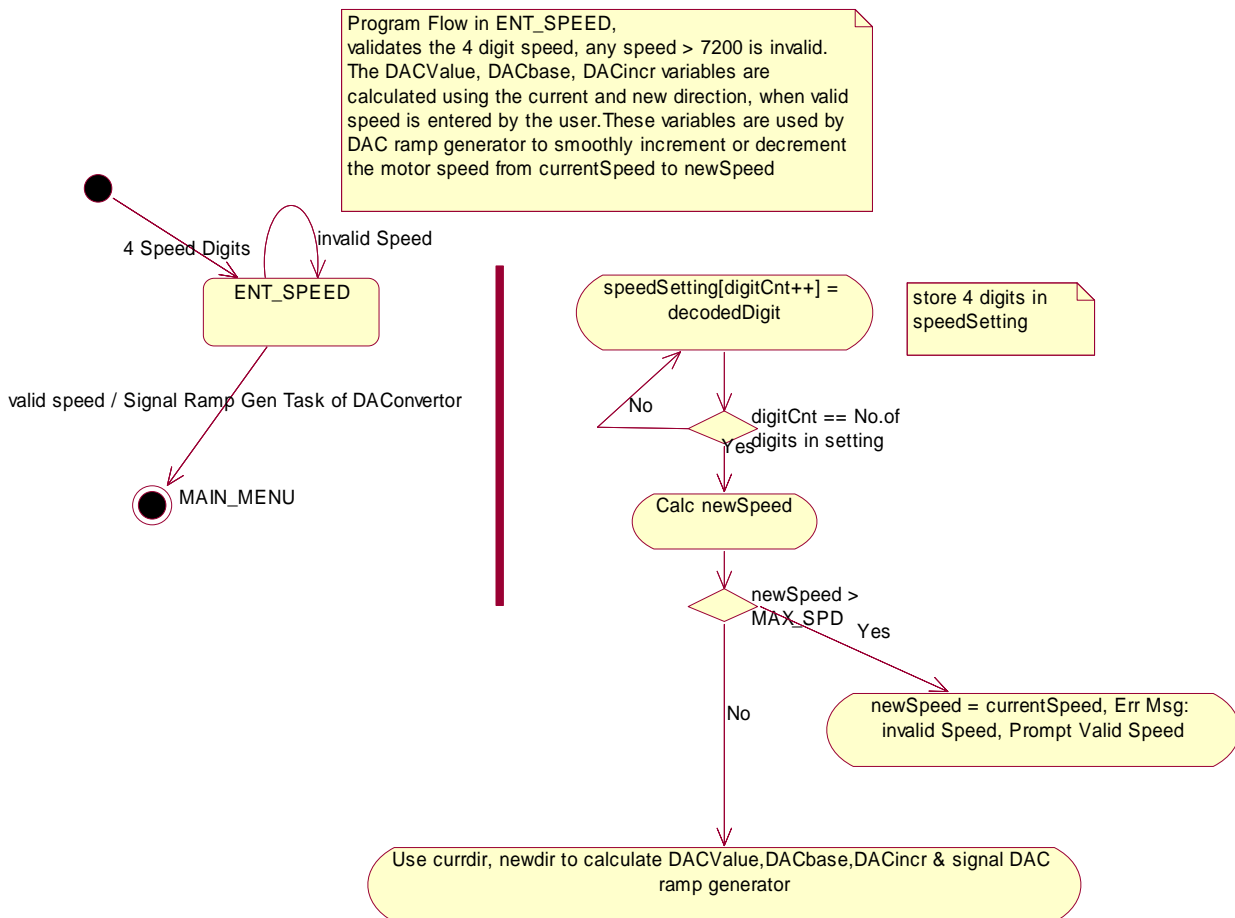 Program Flow in ENT_SPEED,
validates the 4 digit speed, any speed > 7200 is invalid.
The DACValue, DACbase, DACincr variables are
calculated using the current and new direction, when valid
speed is entered by the user.These variables are used by
DAC ramp generator to smoothly increment or decrement
the motor speed from currentSpeed to newSpeed
4 Speed Digits
invalid Speed
ENT_SPEED
valid speed / Signal Ramp Gen Task of DAConvertor
MAIN_MENU
speedSetting[digitCnt++] =
decodedDigit
store 4 digits in
speedSetting
No
digitCnt == No.of
digits in setting
Yes
Calc newSpeed
newSpeed >
MAX_SPD
Yes
No
newSpeed = currentSpeed, Err Msg:
invalid Speed, Prompt Valid Speed
Use currdir, newdir to calculate DACValue,DACbase,DACincr & signal DAC
ramp generator